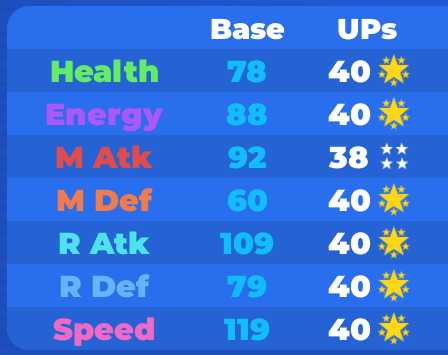 Base UPs
Health 78 40
Energy 88 40
M Atk 92 38
M Def 60 40
R Atk 109 40
R Def 79 40
Speed 119 40